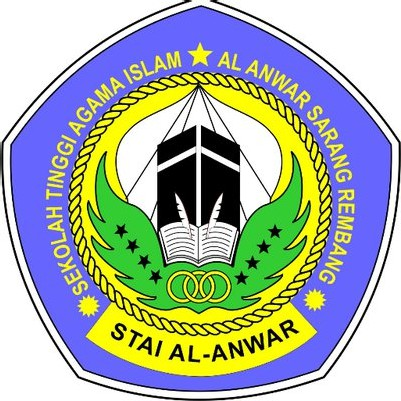 SEKOLAH TINGGI AGAMA ISLAM
AL ANWAR SARANG REMBANG
STAI AL-ANWAR